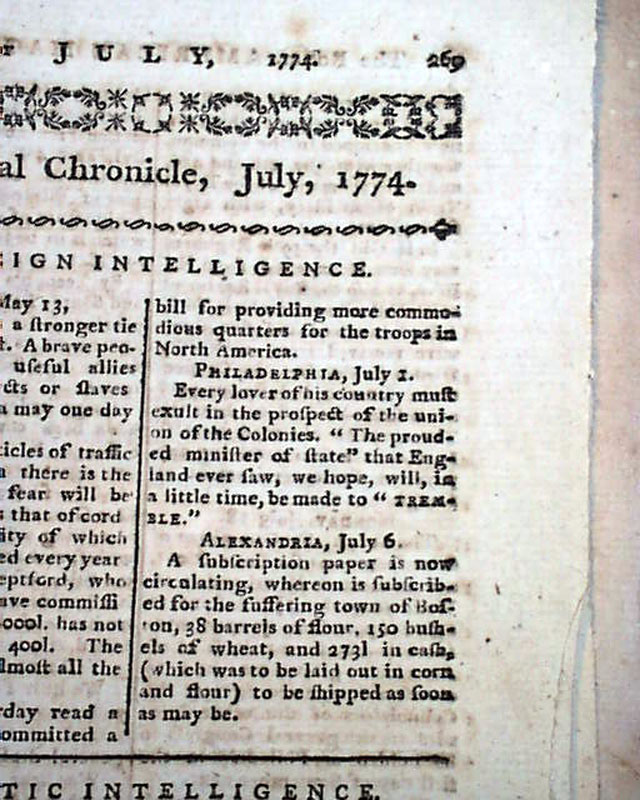 J U L Y, 1774. 269
al Chronicle, July, 1774.
IGN INTELLIGENCE.
May 13,
a ſtronger tie
t. A brave peo-
uſeful allies
cts or ſlaves
a may one day
icles of traffic
a there is the
fear will be
s that of cord
ity of which
ed every year
eptford, who
ave commiſſi
000l. has not
400l. The
lmoſt all the
rday read a
ommitted a
bill for providing more commo-
dious quarters for the troops in
North America.
PHILADELPHIA, July 1.
Every lover of his country muſt
exult in the proſpect of the uni-
on of the Colonies. “ The proud-
ed miniſter of ſtate” that Eng-
land ever ſaw, we hope, will, in
a little time, be made to “ TREM-
BLE.”
ALEXANDRIA, July 6.
A ſubſcription paper is now
circulating, whereon is ſubſcrib-
ed for the ſuffering town of Boſ-
ton, 38 barrels of flour, 150 buſh-
els of wheat, and 273l in caſh,
(which was to be laid out in corn
and flour) to be ſhipped as ſoon
as may be.
TIC INTELLIGENCE.